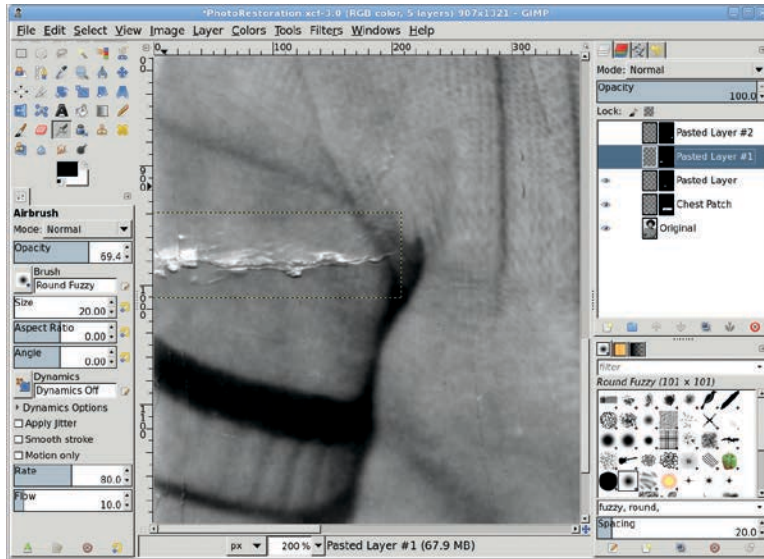 *PhotoRestoration.xcf-3.0 (RGB color, 5 layers) 907x1321 – GIMP
File Edit Select View Image Layer Colors Tools Filters Windows Help
0 100 200 300
900
1000
1100
Airbrush
Mode: Normal
Opacity
69.4
Brush
Round Fuzzy
Size
20.00
Aspect Ratio
0.00
Angle
0.00
Dynamics
Dynamics Off
Dynamics Options
Apply Jitter
Smooth stroke
Motion only
Rate
80.0
Flow
10.0
px 200% Pasted Layer #1 (67.9 MB)
Mode: Normal
Opacity
100.0
Lock:
Pasted Layer #2
Pasted Layer #1
Pasted Layer
Chest Patch
Original
filter
Round Fuzzy (101 x 101)
fuzzy, round,
Spacing
20.0